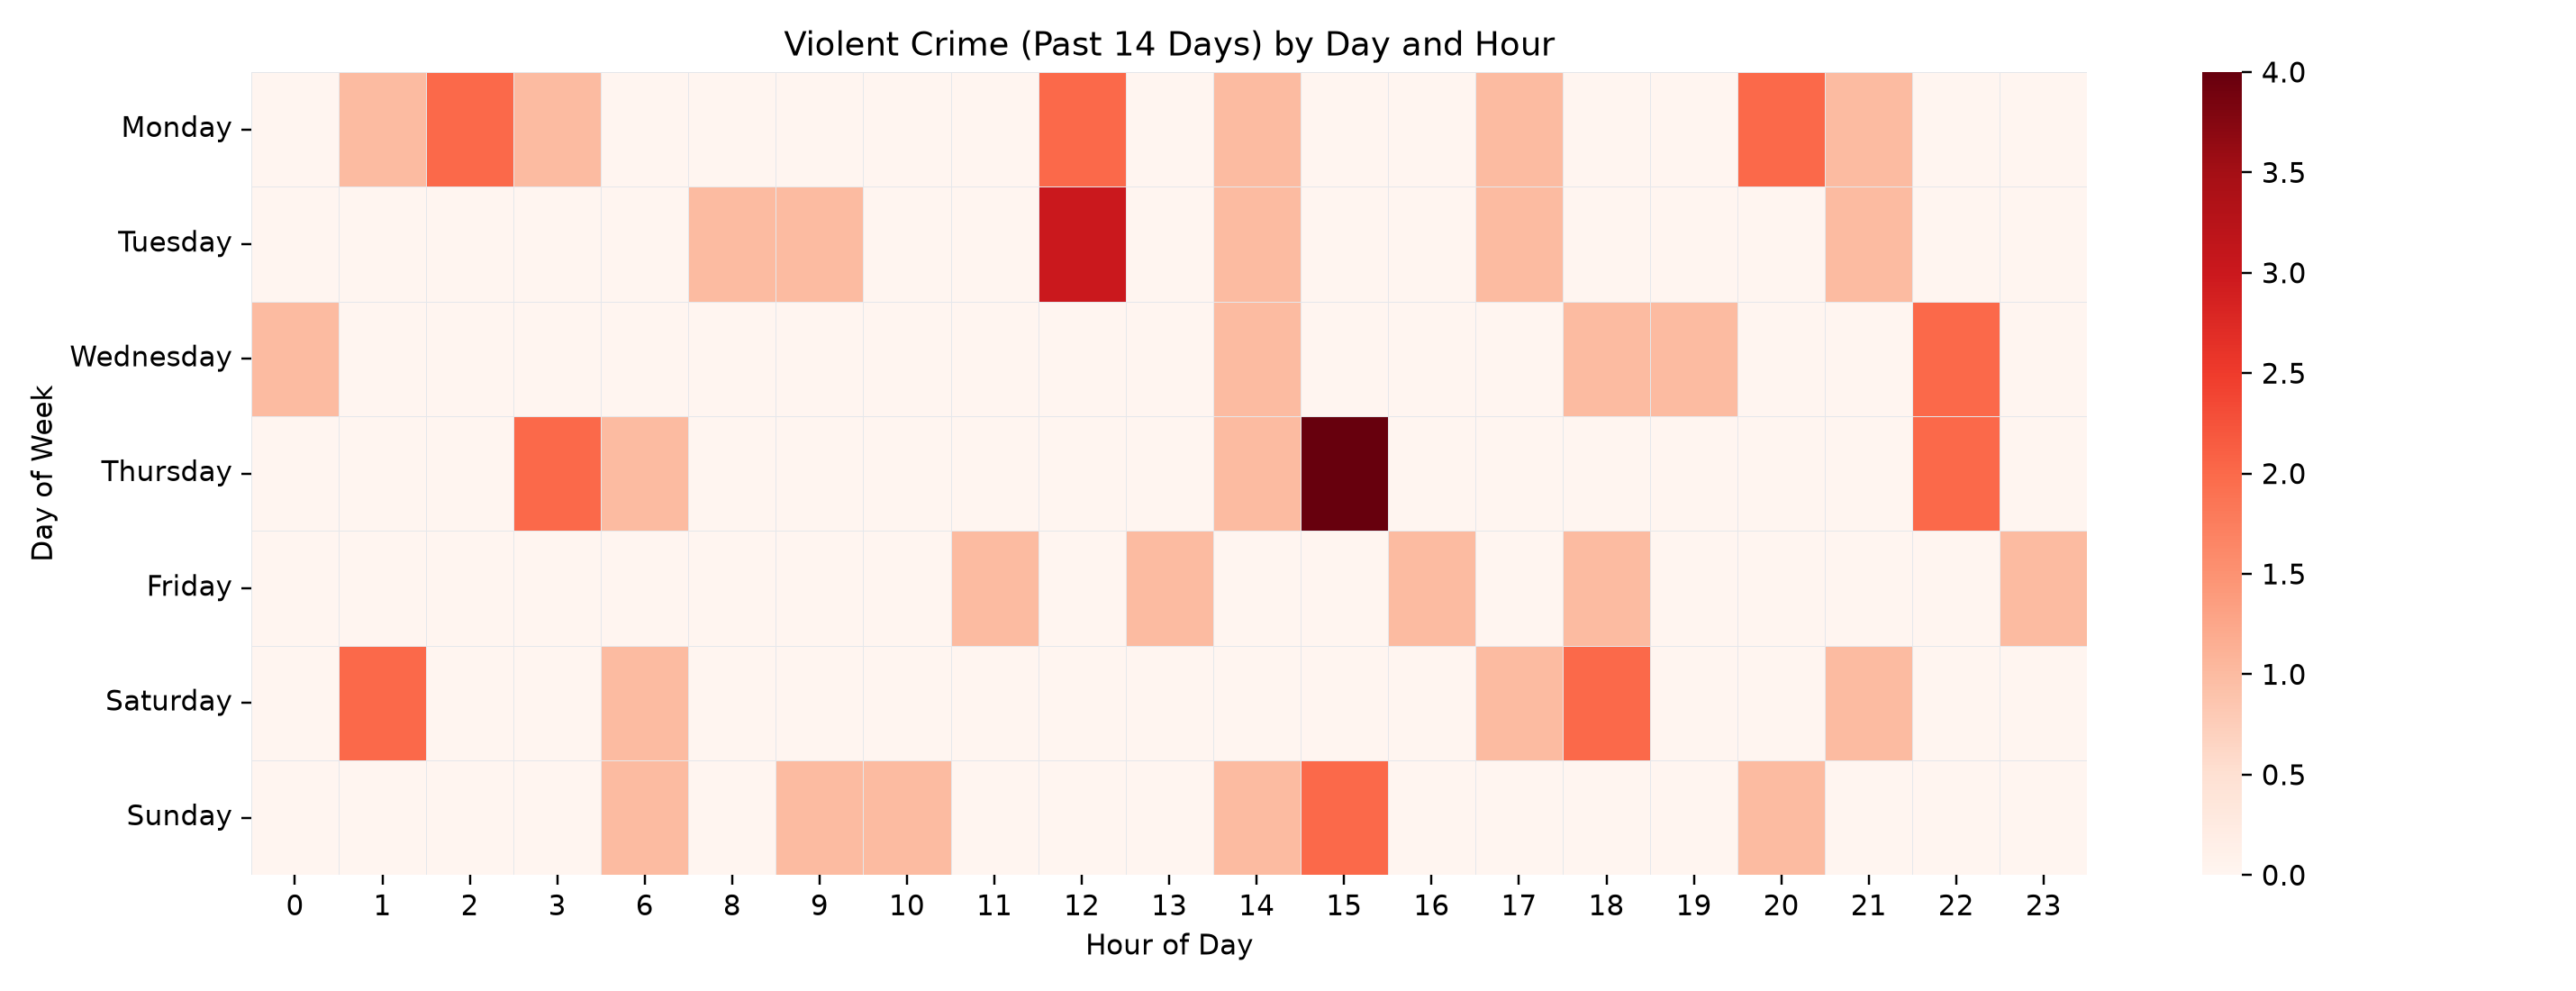 Violent Crime (Past 14 Days) by Day and Hour
Day of Week
Monday
Tuesday
Wednesday
Thursday
Friday
Saturday
Sunday
0 1 2 3 6 8 9 10 11 12 13 14 15 16 17 18 19 20 21 22 23
Hour of Day
4.0
3.5
3.0
2.5
2.0
1.5
1.0
0.5
0.0